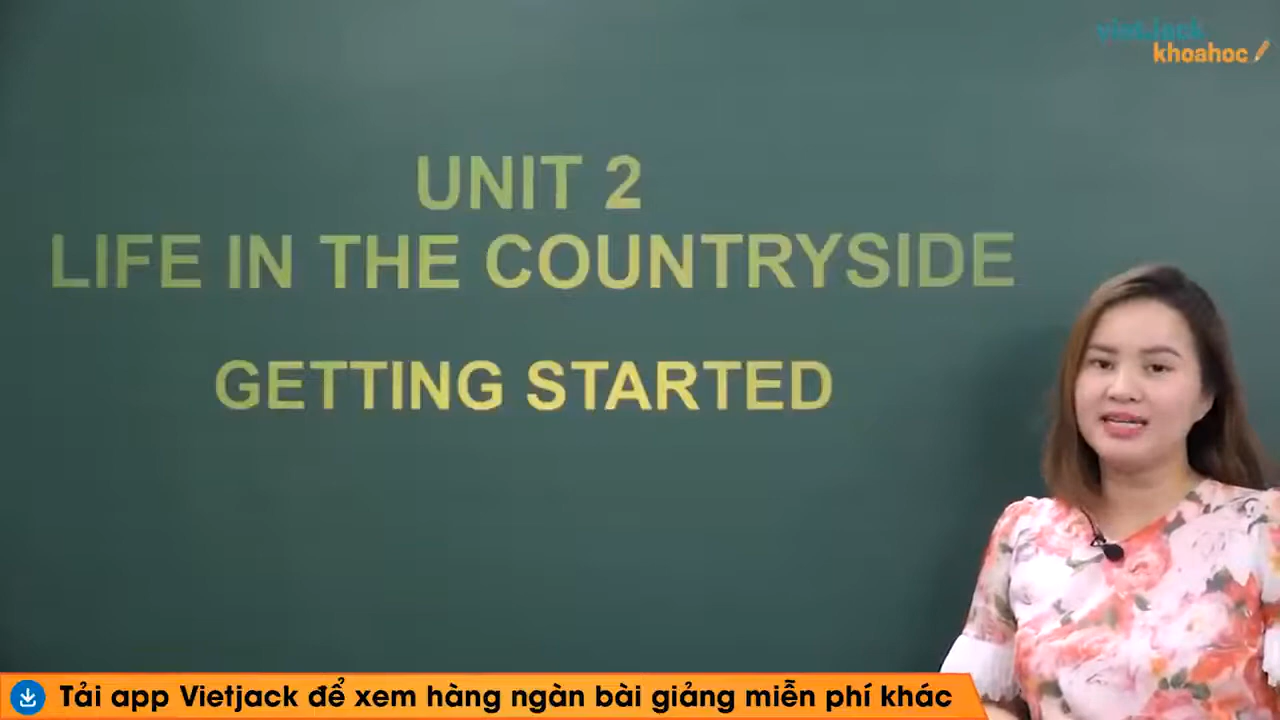 vietjack
khoahoc
UNIT 2
LIFE IN THE COUNTRYSIDE
GETTING STARTED
Tải app Vietjack để xem hàng ngàn bài giảng miễn phí khác